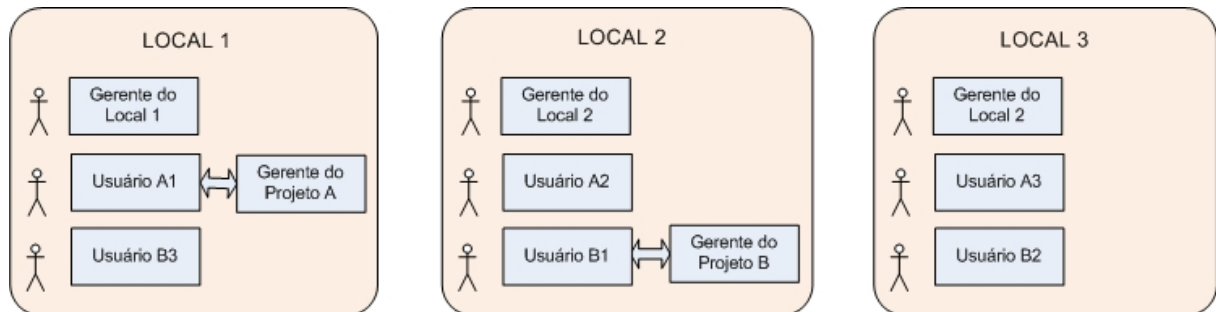 LOCAL 1
Gerente do
Local 1
Usuário A1
Gerente do
Projeto A
Usuário B3
LOCAL 2
Gerente do
Local 2
Usuário A2
Usuário B1
Gerente do
Projeto B
LOCAL 3
Gerente do
Local 2
Usuário A3
Usuário B2